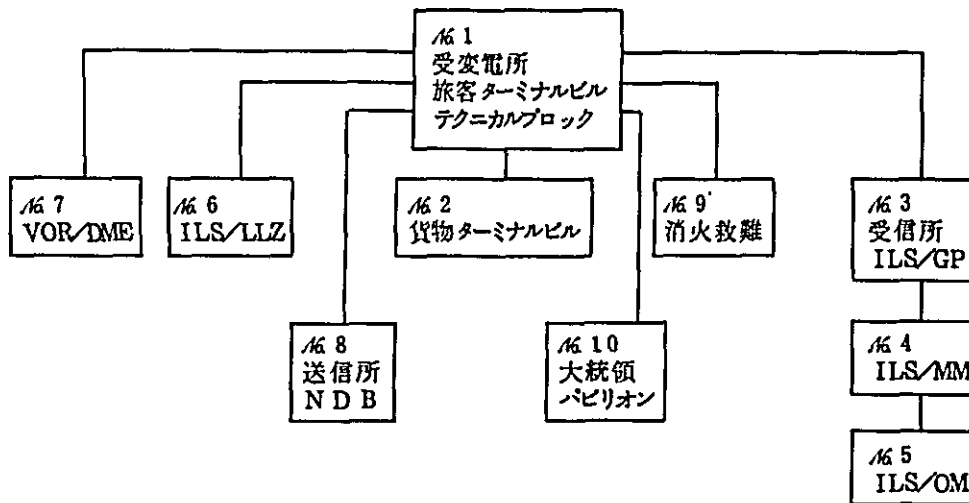 №1
受変電所
旅客ターミナルビル
テクニカルブロック
№7
VOR/DME
№6
ILS/LLZ
№2
貨物ターミナルビル
№9
消火救難
№3
受信所
ILS/GP
№8
送信所
NDB
№10
大統領
パビリオン
№4
ILS/MM
№5
ILS/OM